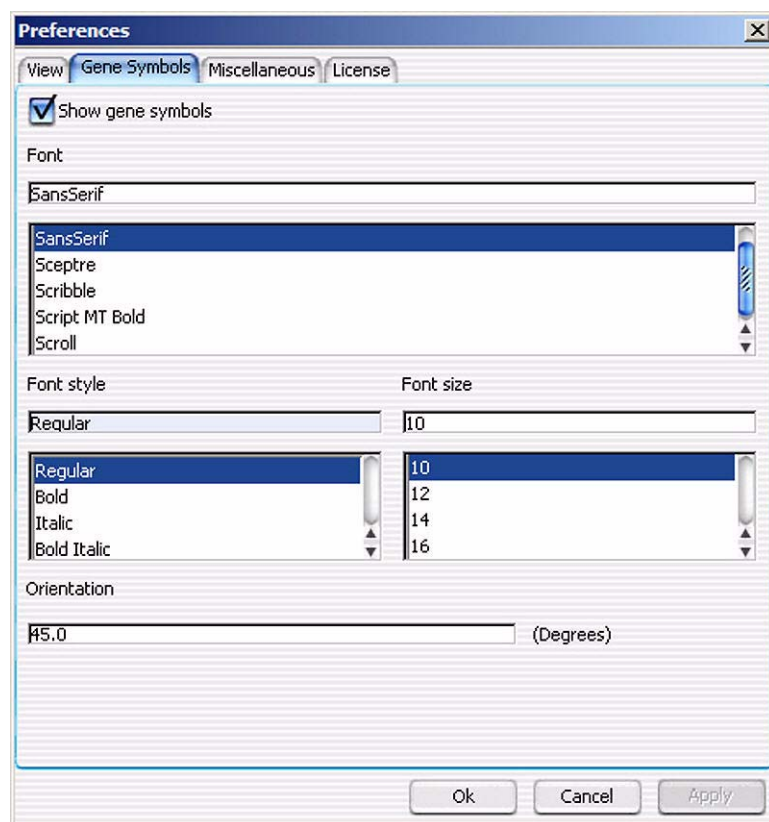 Preferences
View Gene Symbols Miscellaneous License
Show gene symbols
Font
SansSerif
SansSerif
Sceptre
Scribble
Script MT Bold
Scroll
Font style Font size
Regular 10
Regular 10
Bold 12
Italic 14
Bold Italic 16
Orientation
45.0 (Degrees)
Ok Cancel Apply